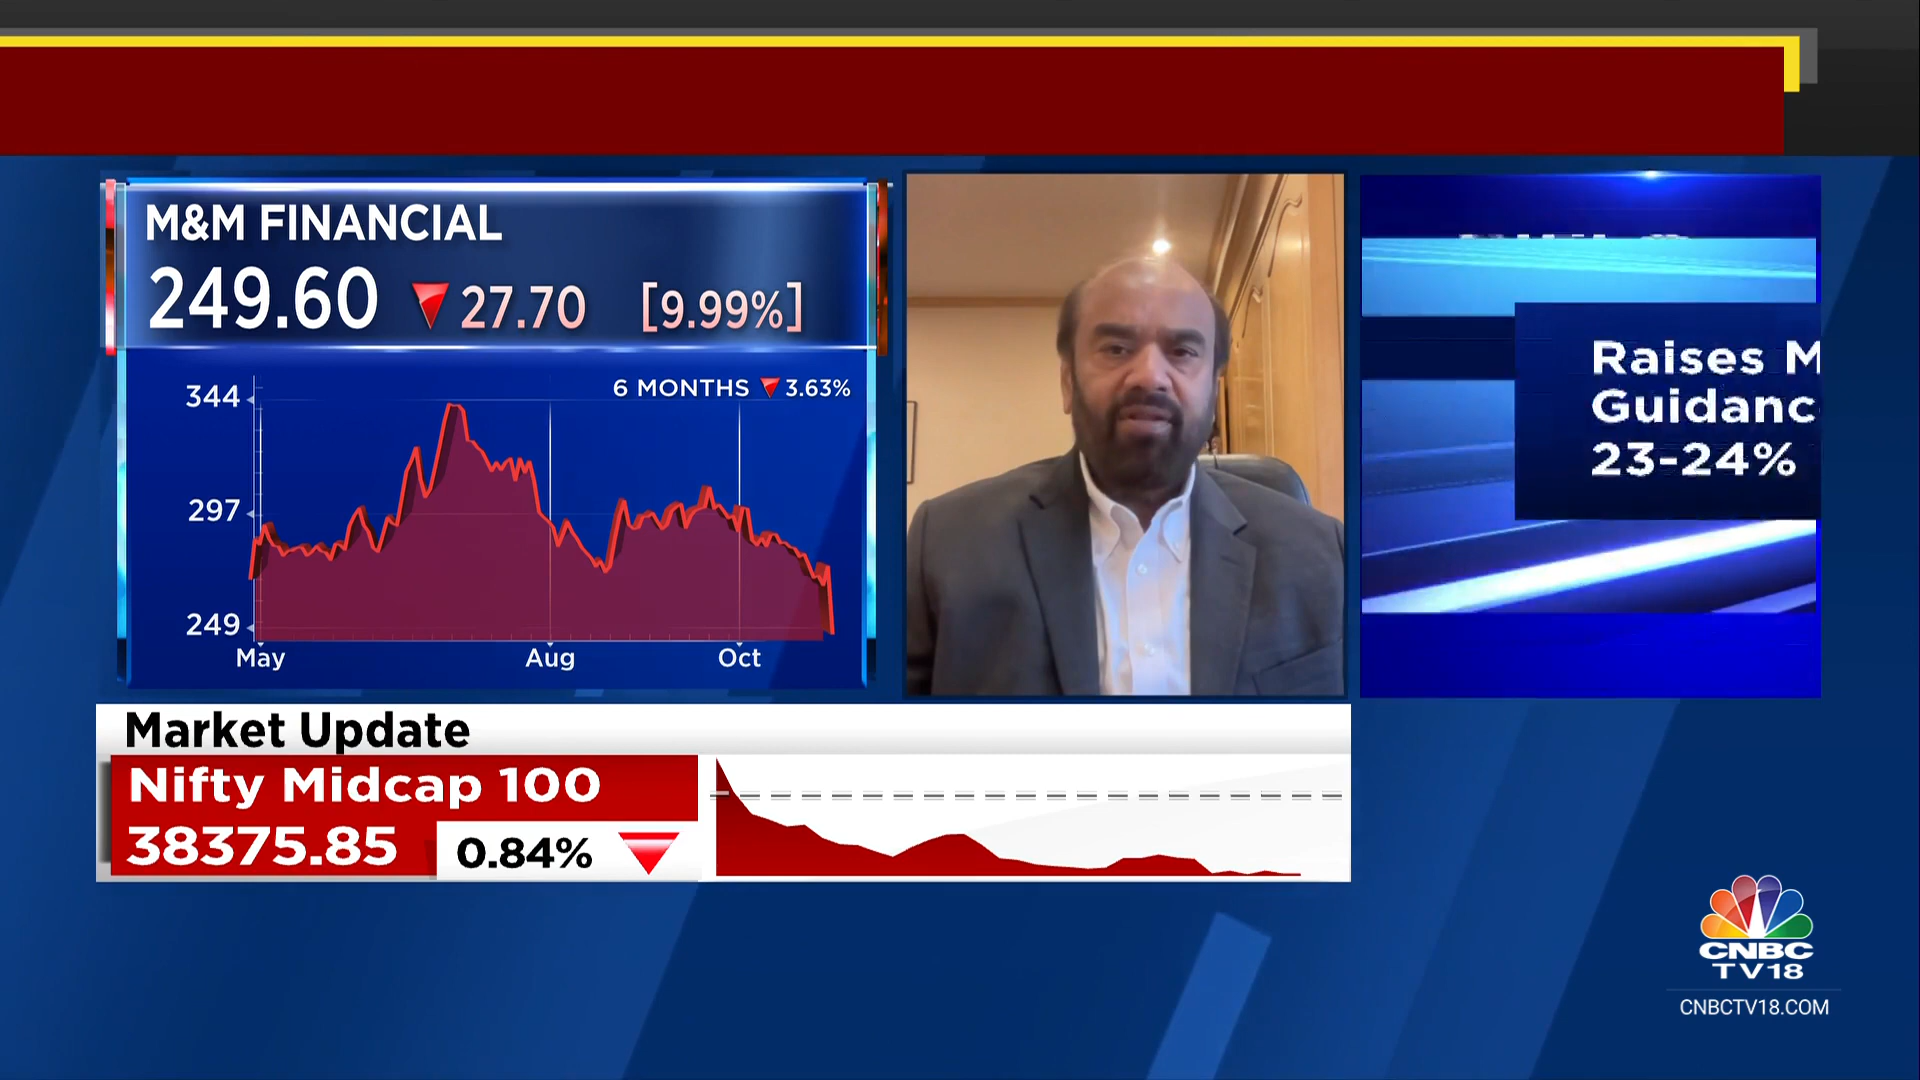 M&M FINANCIAL
249.60 27.70 [9.99%]
6 MONTHS 3.63%
344
297
249
May Aug Oct
Raises M
Guidanc
23-24%
Market Update
Nifty Midcap 100
38375.85 0.84%
CNBC
TV18
CNBCTV18.COM